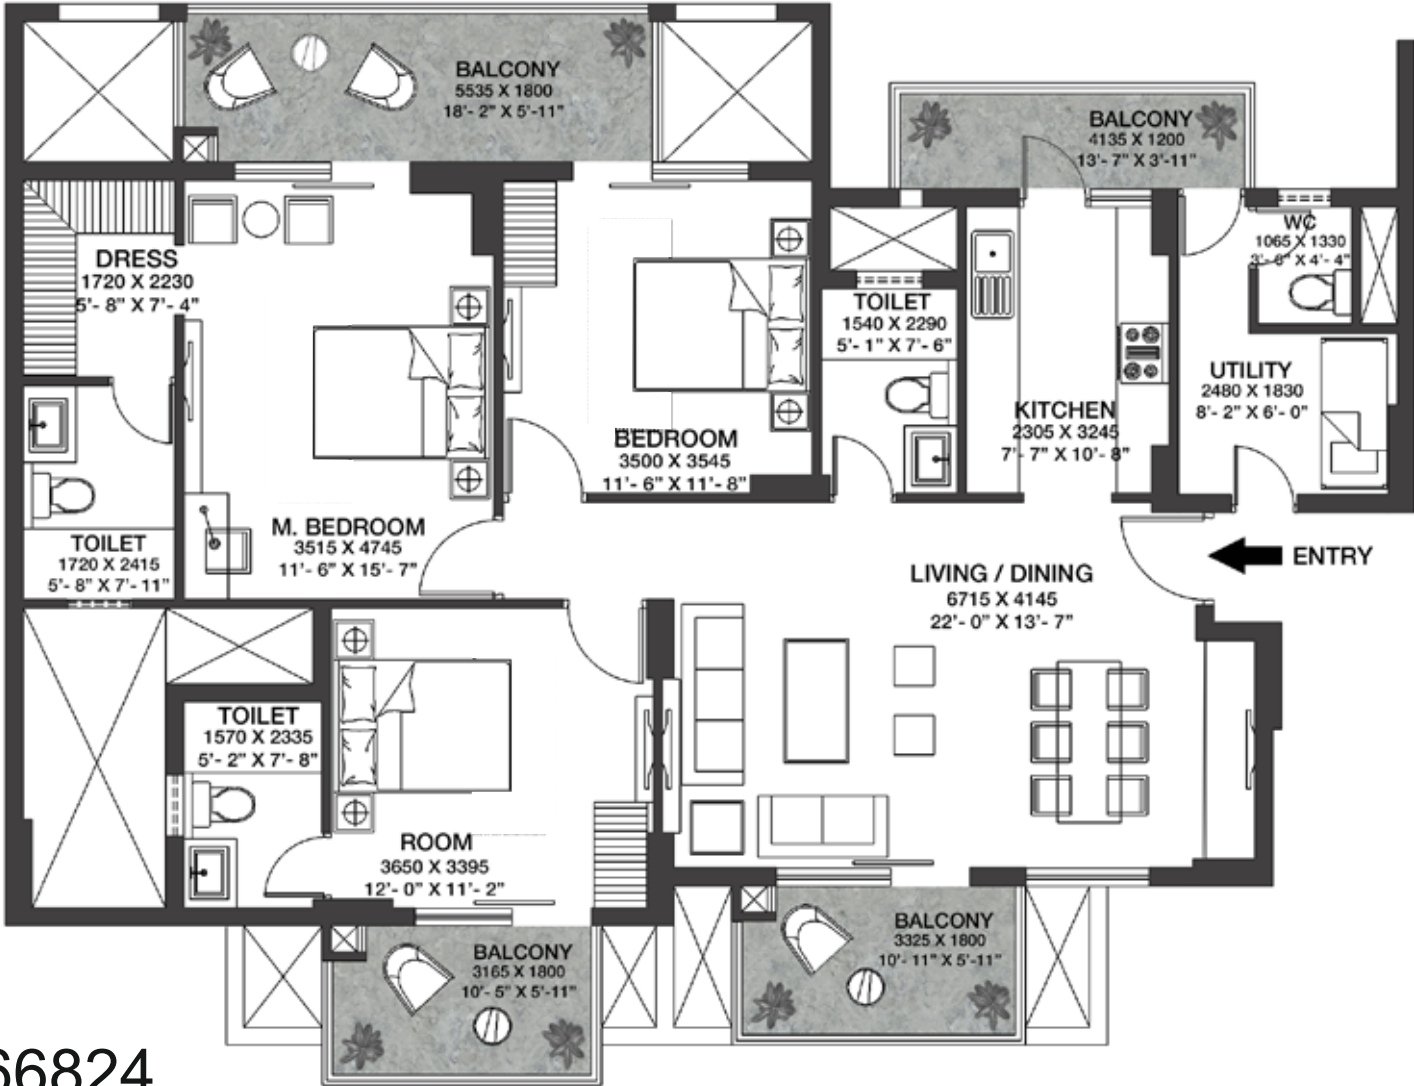 BALCONY
5535 X 1800
18'- 2" X 5'-11"
BALCONY
4135 X 1200
13'- 7" X 3'-11"
DRESS
1720 X 2230
5'- 8" X 7'- 4"
WC
1065 X 1330
3'- 6" X 4'- 4"
TOILET
1540 X 2290
5'- 1" X 7'- 6"
UTILITY
2480 X 1830
8'- 2" X 6'- 0"
KITCHEN
2305 X 3245
7'- 7" X 10'- 8"
BEDROOM
3500 X 3545
11'- 6" X 11'- 8"
M. BEDROOM
3515 X 4745
11'- 6" X 15'- 7"
TOILET
1720 X 2415
5'- 8" X 7'- 11"
ENTRY
LIVING / DINING
6715 X 4145
22'- 0" X 13'- 7"
TOILET
1570 X 2335
5'- 2" X 7'- 8"
ROOM
3650 X 3395
12'- 0" X 11'- 2"
BALCONY
3325 X 1800
10'- 11" X 5'-11"
BALCONY
3165 X 1800
10'- 5" X 5'-11"
66824